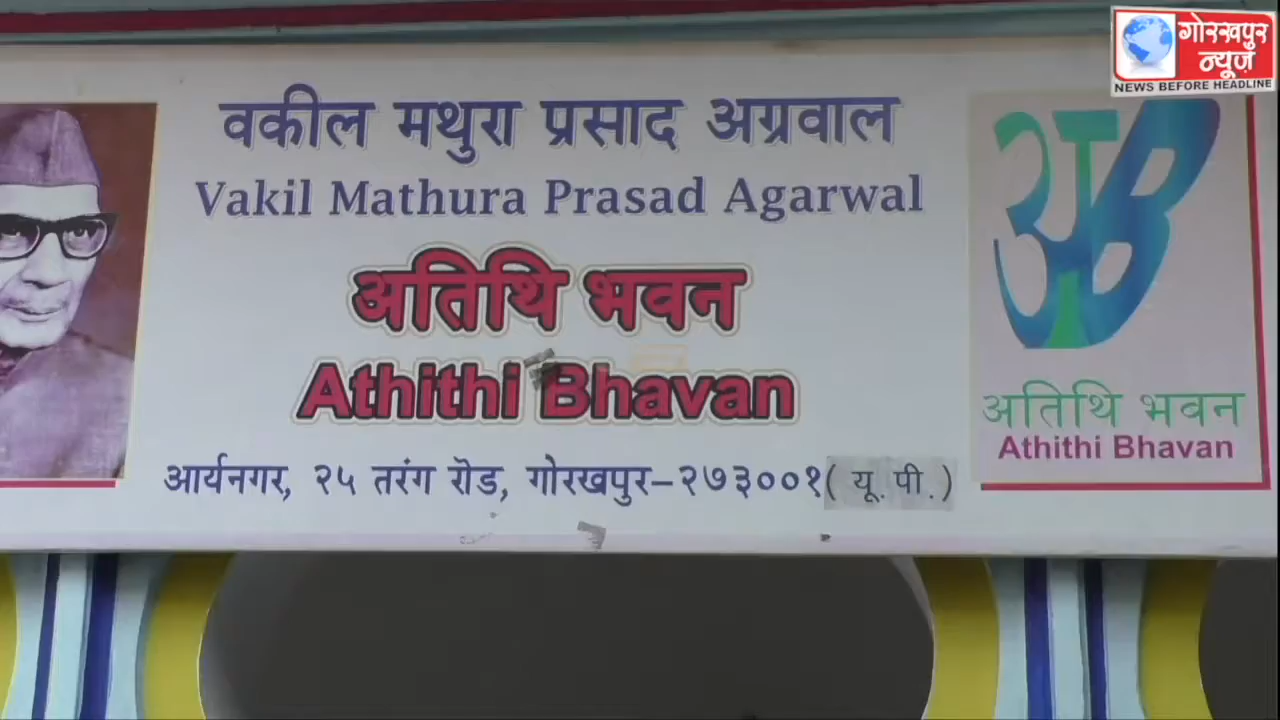 गोरखपुर
न्यूज़
NEWS BEFORE HEADLINE
वकील मथुरा प्रसाद अग्रवाल
Vakil Mathura Prasad Agarwal
अतिथि भवन
Athithi Bhavan
आर्यनगर, २५ तरंग रोड, गोरखपुर–२७३००१( यू. पी. )
अB
अतिथि भवन
Athithi Bhavan